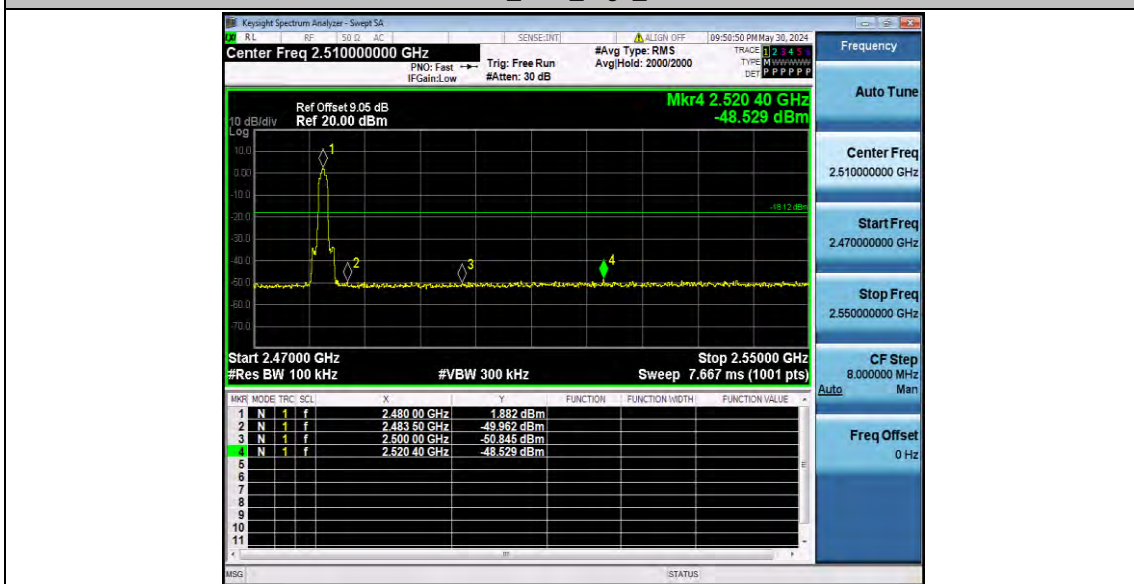 Keysight Spectrum Analyzer - Swept SA
RL RF 50 Ω AC SENSE:INT ALIGN OFF 09:50:50 PM May 30, 2024
Center Freq 2.510000000 GHz
PNO: Fast
IFGain:Low
Trig: Free Run
#Atten: 30 dB
#Avg Type: RMS
Avg|Hold: 2000/2000
TRACE 1 2 3 4 5 6
TYPE M
DET P P P P P P
Ref Offset 9.05 dB
10 dB/div Ref 20.00 dBm
Log
Mkr4 2.520 40 GHz
-48.529 dBm
10.0
0.00
-10.0
-20.0
-30.0
-40.0
-50.0
-60.0
-70.0
1
2
3
4
-18.12 dBm
Start 2.47000 GHz Stop 2.55000 GHz
#Res BW 100 kHz #VBW 300 kHz Sweep 7.667 ms (1001 pts)
MKR MODE TRC SCL X Y FUNCTION FUNCTION WIDTH FUNCTION VALUE
1 N 1 f 2.480 00 GHz 1.882 dBm
2 N 1 f 2.483 50 GHz -49.962 dBm
3 N 1 f 2.500 00 GHz -50.845 dBm
4 N 1 f 2.520 40 GHz -48.529 dBm
5
6
7
8
9
10
11
MSG STATUS
Frequency
Auto Tune
Center Freq
2.510000000 GHz
Start Freq
2.470000000 GHz
Stop Freq
2.550000000 GHz
CF Step
8.000000 MHz
Auto Man
Freq Offset
0 Hz